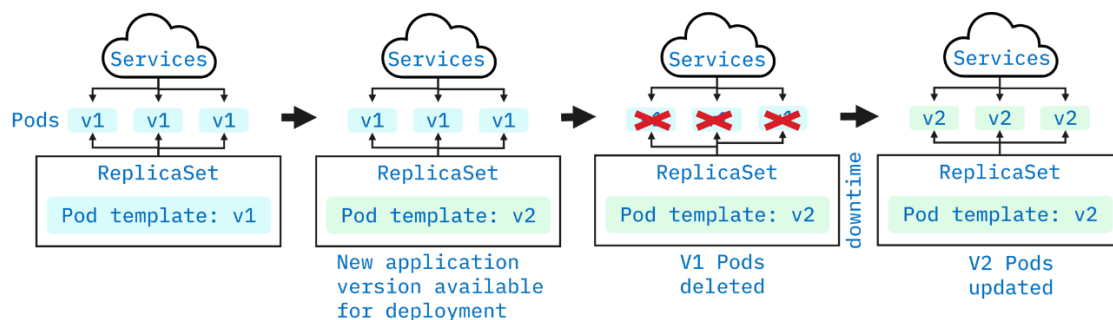 Services
Services
Services
Services
Pods v1 v1 v1
v1 v1 v1
v2 v2 v2
ReplicaSet
Pod template: v1
ReplicaSet
Pod template: v2
ReplicaSet
Pod template: v2
downtime
ReplicaSet
Pod template: v2
New application
version available
for deployment
V1 Pods
deleted
V2 Pods
updated